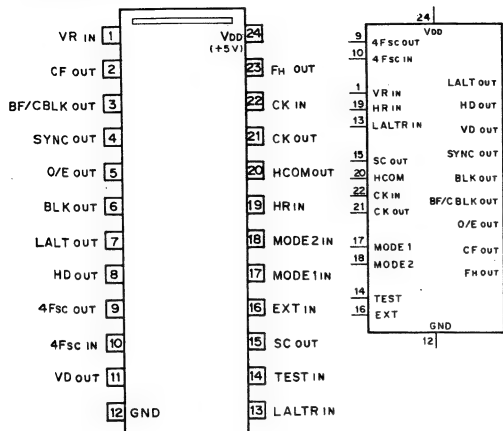 VR IN 1
CF OUT 2
BF/CBLK OUT 3
SYNC OUT 4
O/E OUT 5
BLK OUT 6
LALT OUT 7
HD OUT 8
4FSC OUT 9
4FSC IN 10
VD OUT 11
12 GND
VDD 24
(+5V)
23 FH OUT
22 CK IN
21 CK OUT
20 HCOM OUT
19 HR IN
18 MODE2 IN
17 MODE1 IN
16 EXT IN
15 SC OUT
14 TEST IN
13 LALTR IN
24
VDD
9 4FSC OUT
10 4FSC IN
1 VR IN
19 HR IN
13 LALTR IN
15 SC OUT
20 HCOM
22 CK IN
21 CK OUT
17 MODE 1
18 MODE2
14 TEST
16 EXT
LALT OUT
HD OUT
VD OUT
SYNC OUT
BLK OUT
BF/CBLK OUT
O/E OUT
CF OUT
FH OUT
GND
12